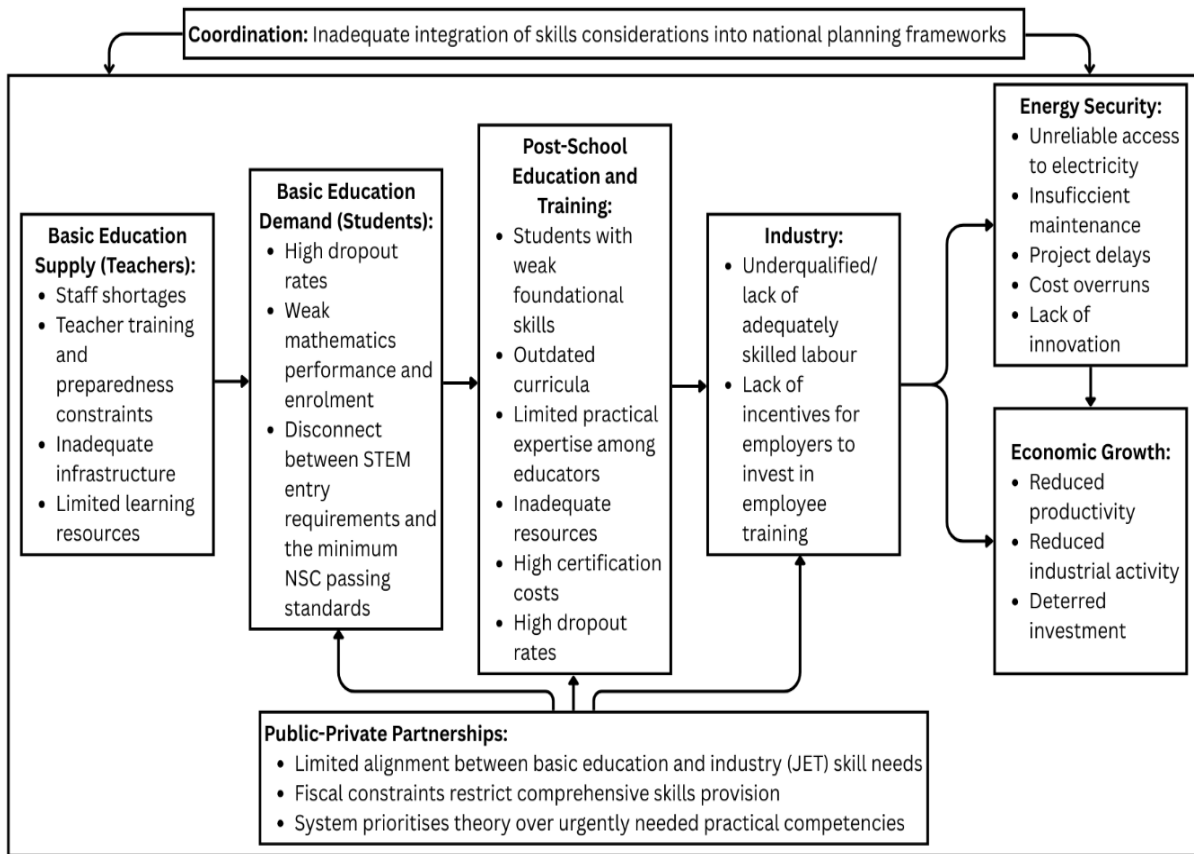 Coordination: Inadequate integration of skills considerations into national planning frameworks
Basic Education
Supply (Teachers):
• Staff shortages
• Teacher training
and
preparedness
constraints
• Inadequate
infrastructure
• Limited learning
resources
Basic Education
Demand (Students):
• High dropout
rates
• Weak
mathematics
performance and
enrolment
• Disconnect
between STEM
entry
requirements and
the minimum
NSC passing
standards
Post-School
Education and
Training:
• Students with
weak
foundational
skills
• Outdated
curricula
• Limited practical
expertise among
educators
• Inadequate
resources
• High certification
costs
• High dropout
rates
Industry:
• Underqualified/
lack of
adequately
skilled labour
• Lack of
incentives for
employers to
invest in
employee
training
Energy Security:
• Unreliable access
to electricity
• Insuficcient
maintenance
• Project delays
• Cost overruns
• Lack of
innovation
Economic Growth:
• Reduced
productivity
• Reduced
industrial activity
• Deterred
investment
Public-Private Partnerships:
• Limited alignment between basic education and industry (JET) skill needs
• Fiscal constraints restrict comprehensive skills provision
• System prioritises theory over urgently needed practical competencies